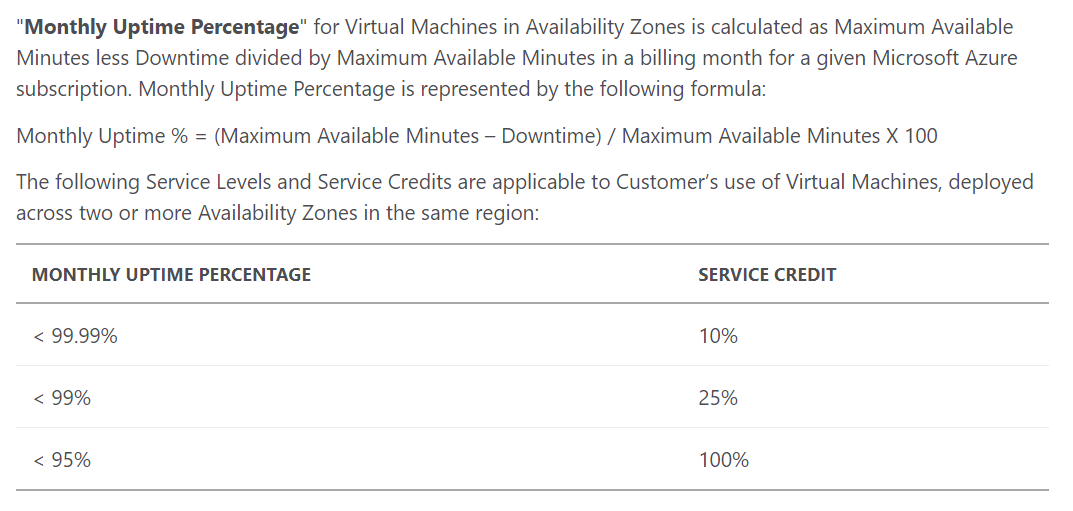 "Monthly Uptime Percentage" for Virtual Machines in Availability Zones is calculated as Maximum Available
Minutes less Downtime divided by Maximum Available Minutes in a billing month for a given Microsoft Azure
subscription. Monthly Uptime Percentage is represented by the following formula:
Monthly Uptime % = (Maximum Available Minutes – Downtime) / Maximum Available Minutes X 100
The following Service Levels and Service Credits are applicable to Customer’s use of Virtual Machines, deployed
across two or more Availability Zones in the same region:
MONTHLY UPTIME PERCENTAGE SERVICE CREDIT
< 99.99% 10%
< 99% 25%
< 95% 100%